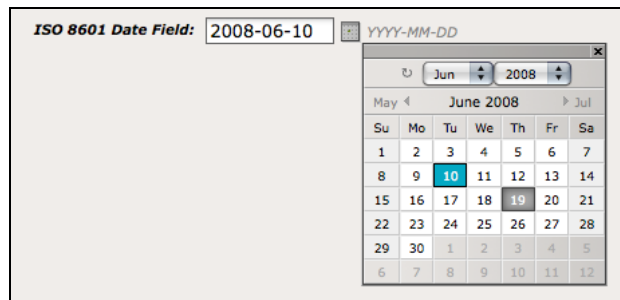 ISO 8601 Date Field: 2008-06-10 YYYY-MM-DD
x
↻ Jun 2008
May June 2008 Jul
Su Mo Tu We Th Fr Sa
1 2 3 4 5 6 7
8 9 10 11 12 13 14
15 16 17 18 19 20 21
22 23 24 25 26 27 28
29 30 1 2 3 4 5
6 7 8 9 10 11 12